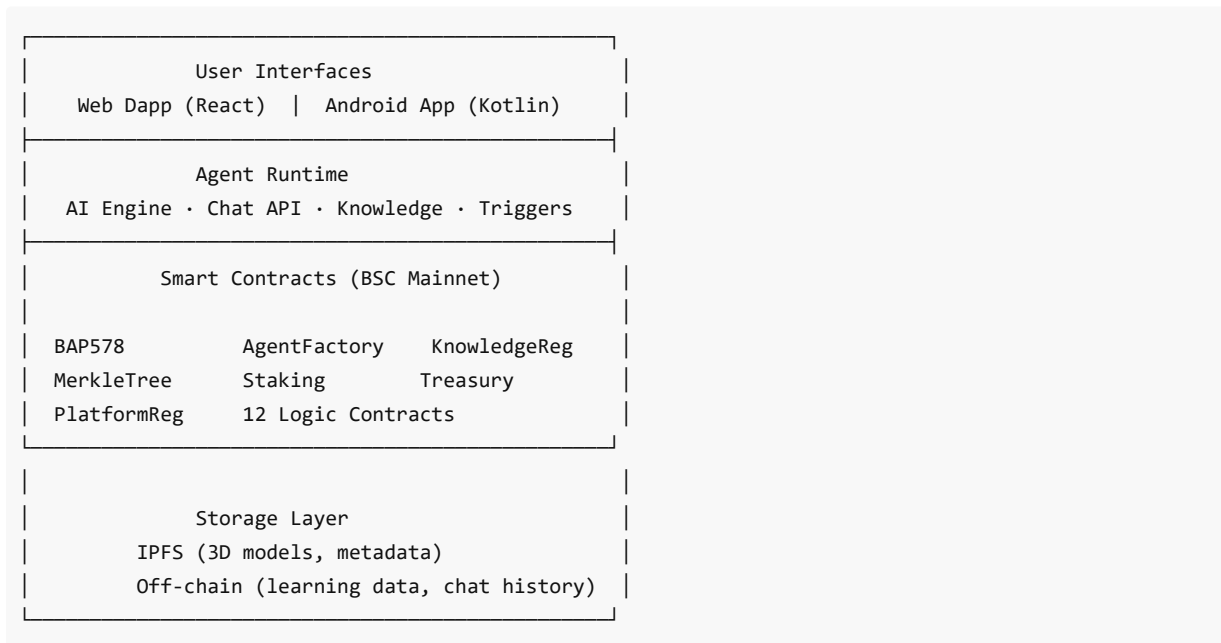 User Interfaces
Web Dapp (React) | Android App (Kotlin)
Agent Runtime
AI Engine · Chat API · Knowledge · Triggers
Smart Contracts (BSC Mainnet)
BAP578 AgentFactory KnowledgeReg
MerkleTree Staking Treasury
PlatformReg 12 Logic Contracts
Storage Layer
IPFS (3D models, metadata)
Off-chain (learning data, chat history)